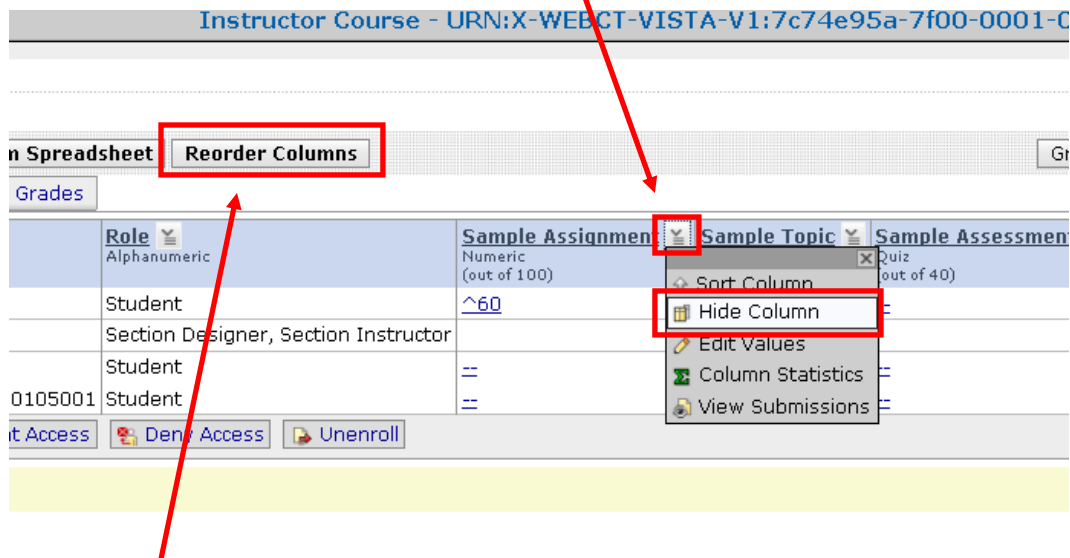 Instructor Course - URN:X-WEBCT-VISTA-V1:7c74e95a-7f00-0001-0
m Spreadsheet Reorder Columns Gr
Grades
Role Sample Assignment Sample Topic Sample Assessment
Alphanumeric Numeric Quiz
(out of 100) out of 40)
Sort Column
Student ^60 Hide Column
Section Designer, Section Instructor Edit Values
Student -- Column Statistics
0105001 Student -- View Submissions
t Access Deny Access Unenroll